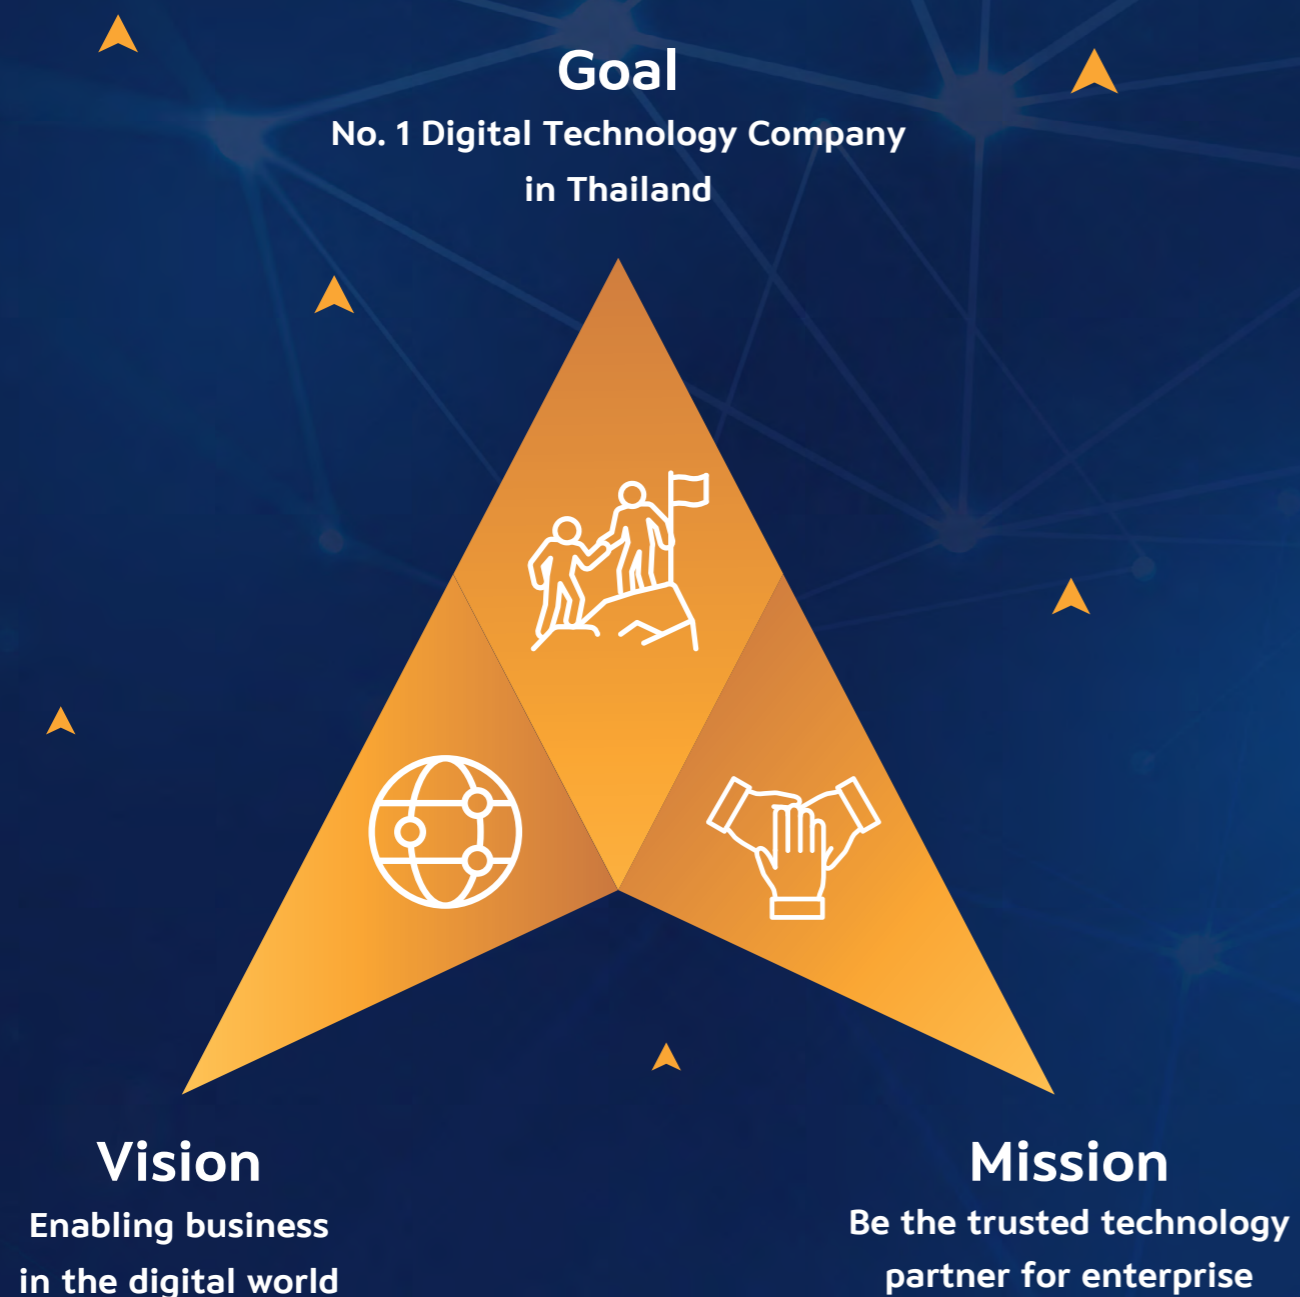 Goal
No. 1 Digital Technology Company
in Thailand
Vision
Enabling business
in the digital world
Mission
Be the trusted technology
partner for enterprise